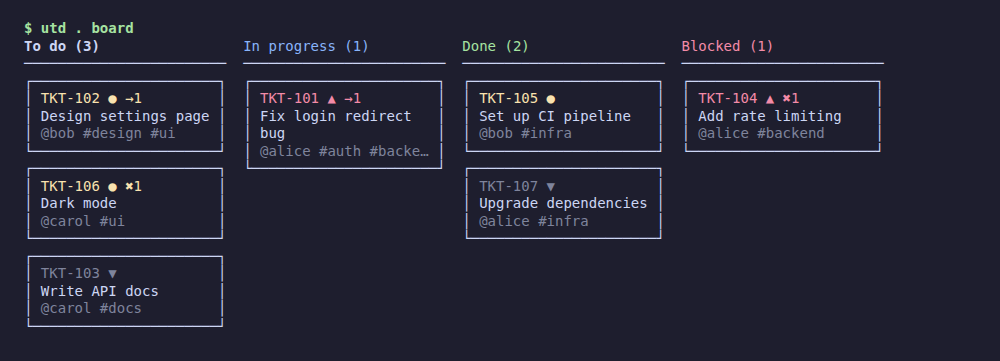 $ utd . board
To do (3)
TKT-102 ● →1
Design settings page
@bob #design #ui
TKT-106 ● ✖1
Dark mode
@carol #ui
TKT-103 ▼
Write API docs
@carol #docs
In progress (1)
TKT-101 ▲ →1
Fix login redirect
bug
@alice #auth #backe…
Done (2)
TKT-105 ●
Set up CI pipeline
@bob #infra
TKT-107 ▼
Upgrade dependencies
@alice #infra
Blocked (1)
TKT-104 ▲ ✖1
Add rate limiting
@alice #backend